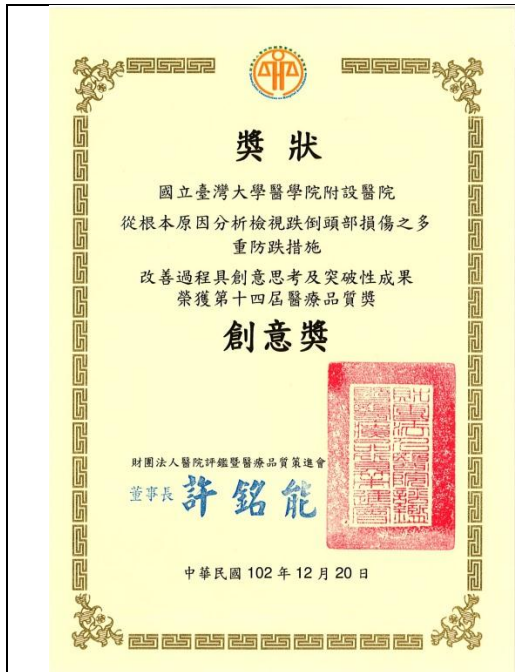 獎 狀
國立臺灣大學醫學院附設醫院
從根本原因分析檢視跌倒頭部損傷之多
重防跌措施
改善過程具創意思考及突破性成果
榮獲第十四屆醫療品質獎
創意獎
財團法人醫院評鑑暨醫療品質策進會
董事長 許銘能
中華民國 102 年 12 月 20 日